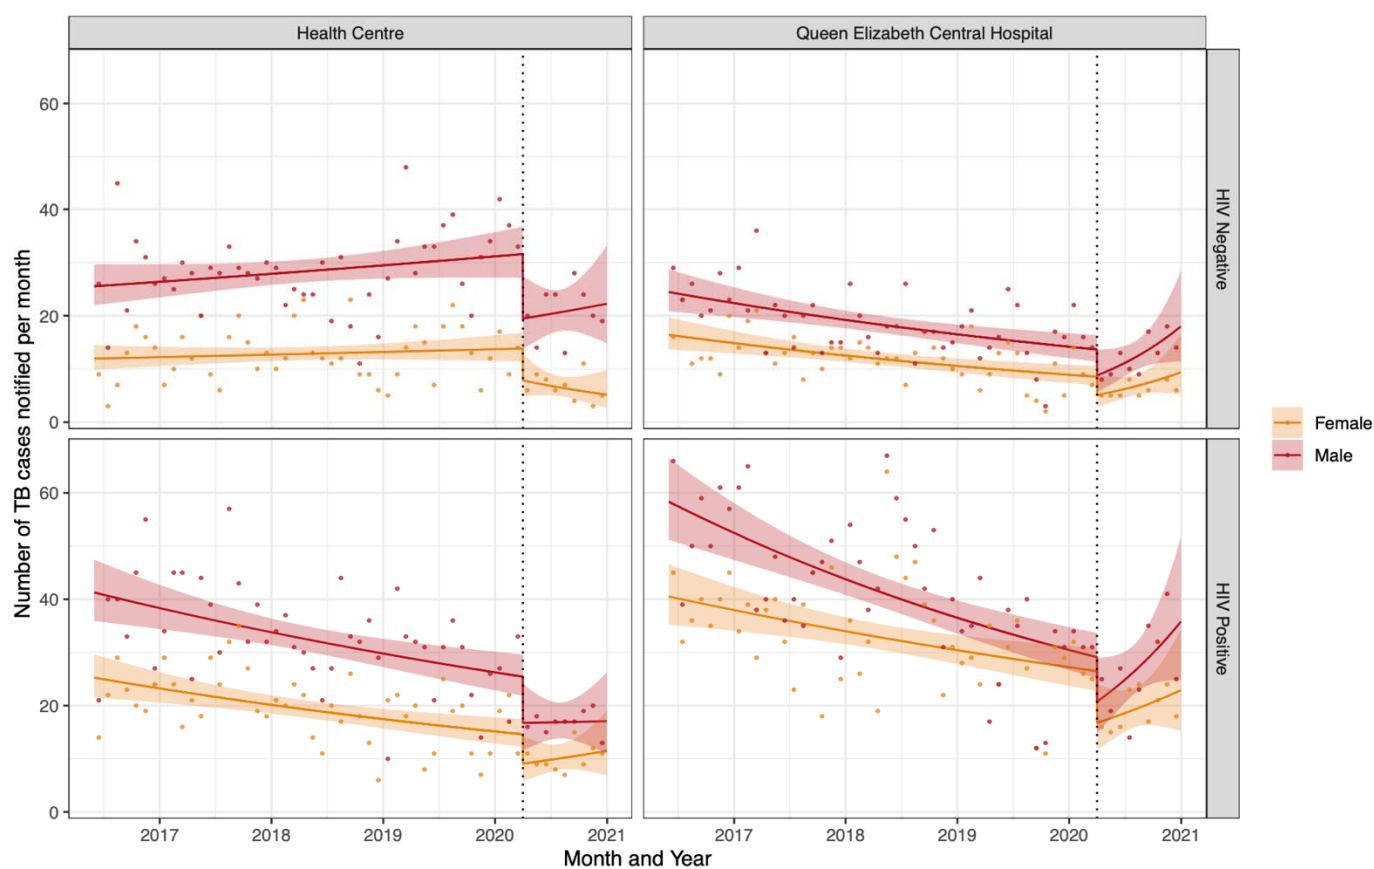 Health Centre
Queen Elizabeth Central Hospital
Number of TB cases notified per month
60
40
20
0
HIV Negative
60
40
20
0
HIV Positive
2017 2018 2019 2020 2021
2017 2018 2019 2020 2021
Month and Year
Female
Male